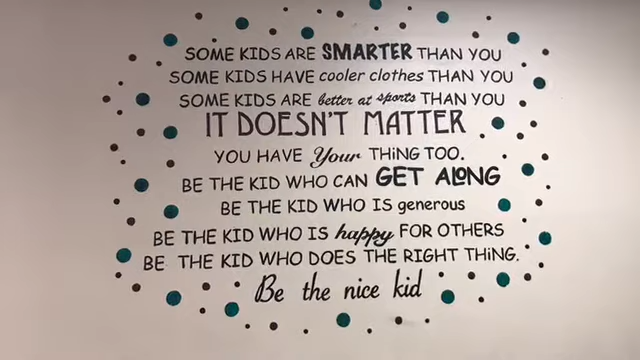 SOME KIDS ARE SMARTER THAN YOU
SOME KIDS HAVE cooler clothes THAN YOU
SOME KIDS ARE better at sports THAN YOU
IT DOESN'T MATTER
YOU HAVE Your THING TOO.
BE THE KID WHO CAN GET ALONG
BE THE KID WHO IS generous
BE THE KID WHO IS happy FOR OTHERS
BE THE KID WHO DOES THE RIGHT THING.
Be the nice kid